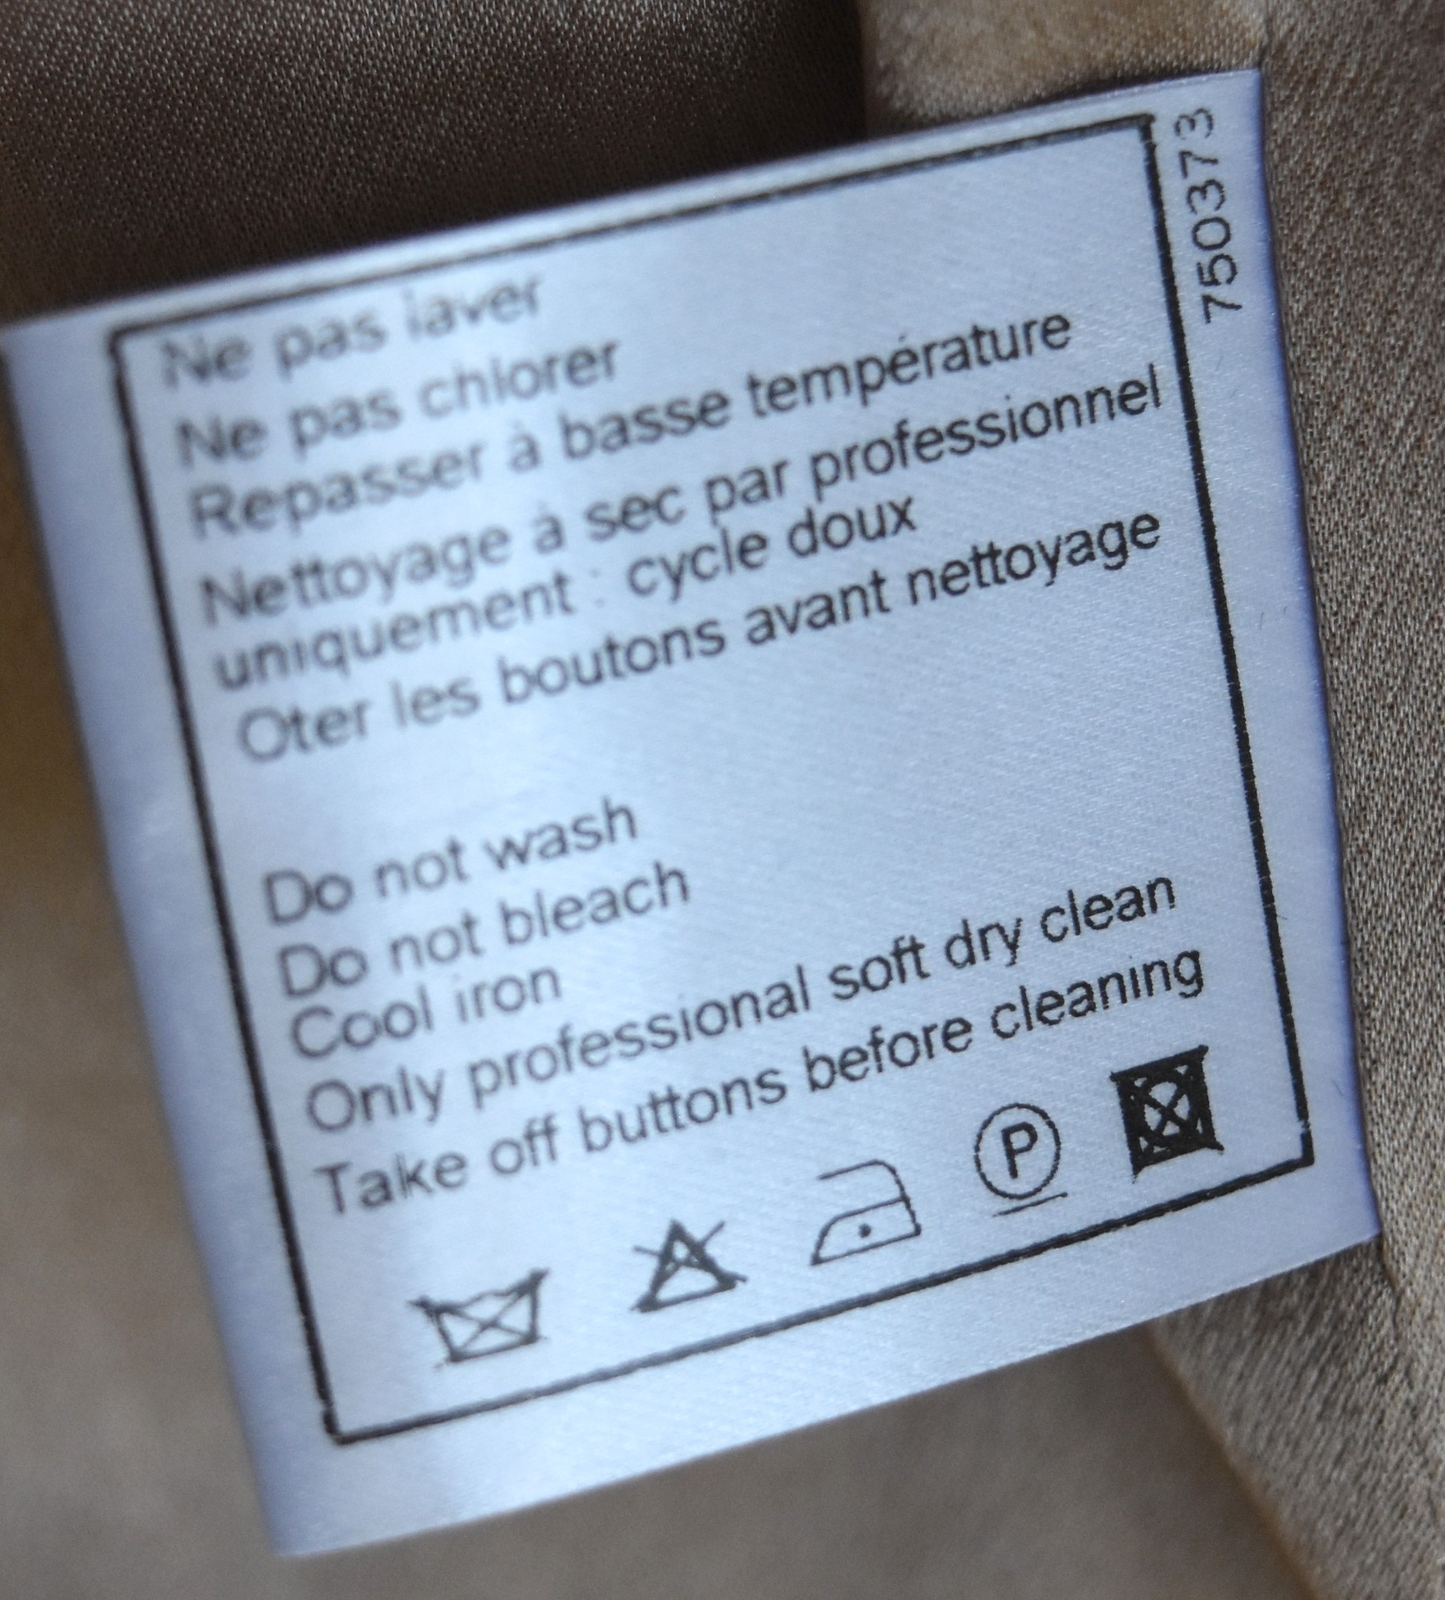 Ne pas laver
Ne pas chlorer
Repasser à basse température
Nettoyage à sec par professionnel
uniquement : cycle doux
Oter les boutons avant nettoyage
Do not wash
Do not bleach
Cool iron
Only professional soft dry clean
Take off buttons before cleaning
P
750373